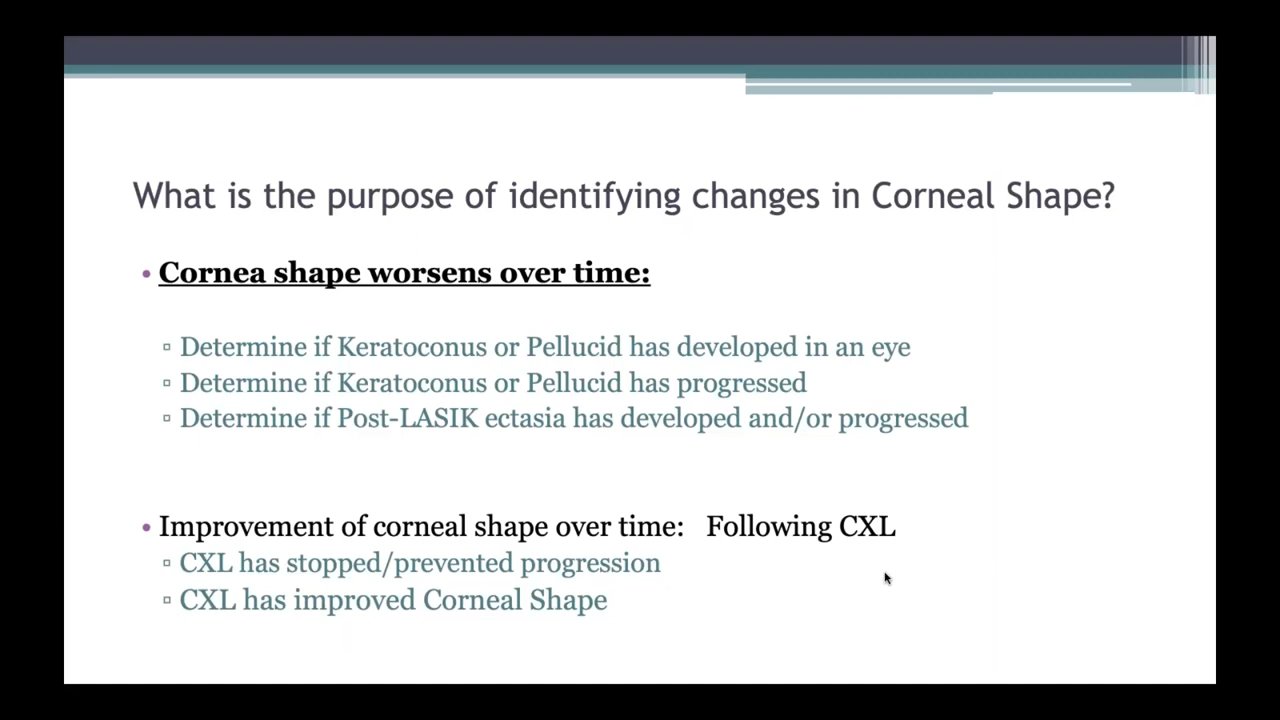 What is the purpose of identifying changes in Corneal Shape?
• Cornea shape worsens over time:
▫ Determine if Keratoconus or Pellucid has developed in an eye
▫ Determine if Keratoconus or Pellucid has progressed
▫ Determine if Post-LASIK ectasia has developed and/or progressed
• Improvement of corneal shape over time: Following CXL
▫ CXL has stopped/prevented progression
▫ CXL has improved Corneal Shape